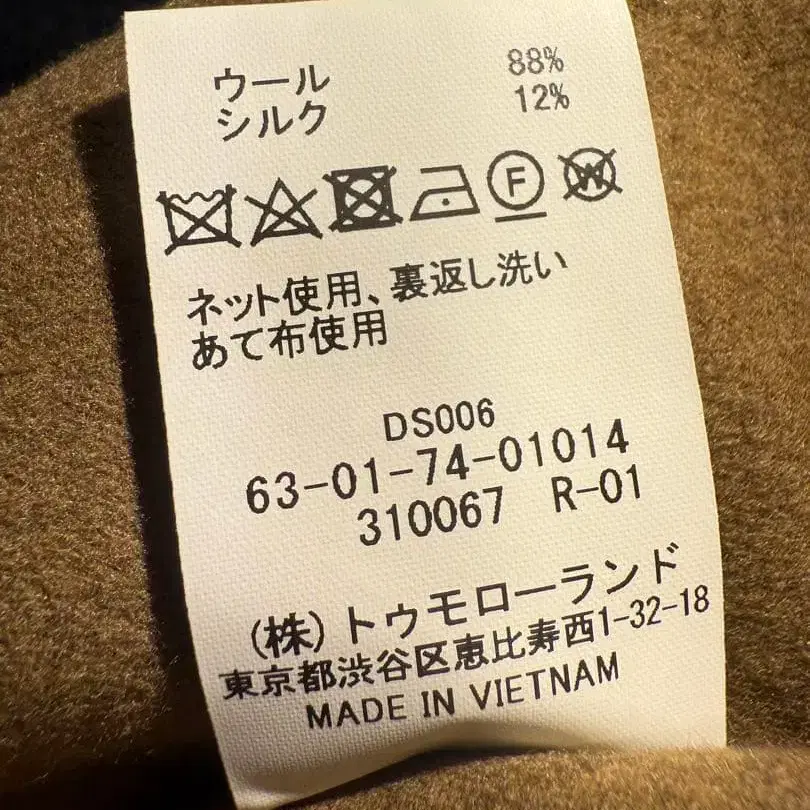 ウール 88%
シルク 12%
F W
ネット使用、裏返し洗い
あて布使用
DS006
63-01-74-01014
310067 R-01
(株)トゥモローランド
東京都渋谷区恵比寿西1-32-18
MADE IN VIETNAM